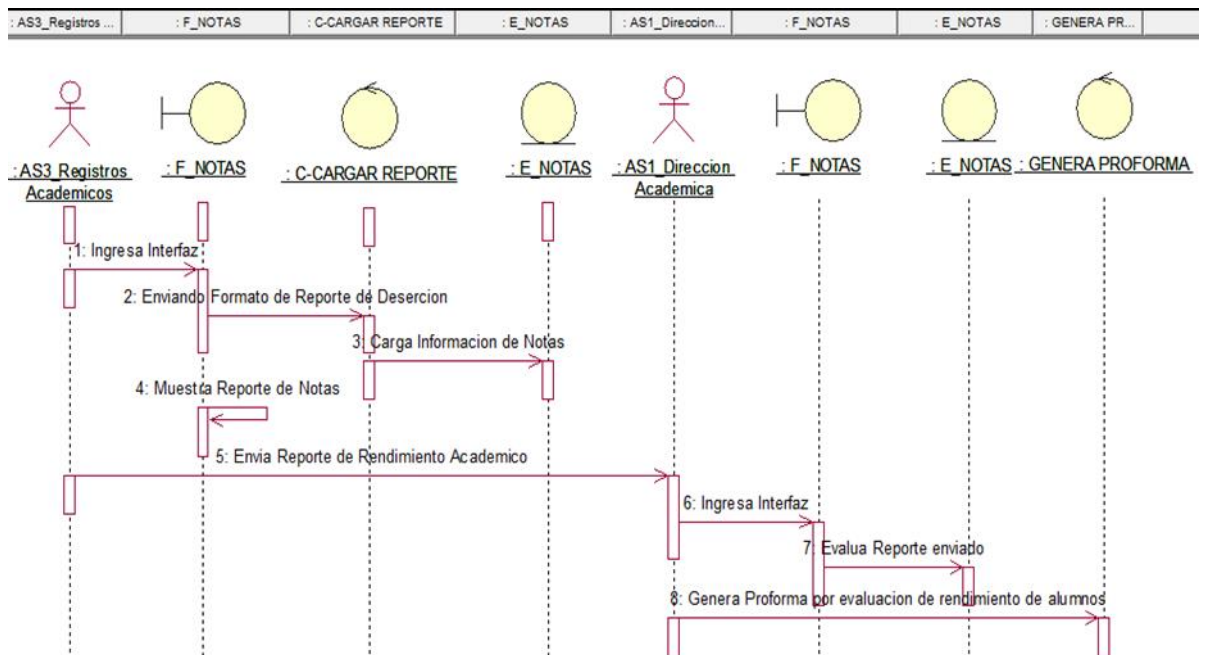 : AS3_Registros ...
: F_NOTAS
: C-CARGAR REPORTE
: E_NOTAS
: AS1_Direccion...
: F_NOTAS
: E_NOTAS
: GENERA PR...
: AS3_Registros
Academicos
: F_NOTAS
: C-CARGAR REPORTE
: E_NOTAS
: AS1_Direccion
Academica
: F_NOTAS
: E_NOTAS
: GENERA PROFORMA
1: Ingresa Interfaz
2: Enviando Formato de Reporte de Desercion
3: Carga Informacion de Notas
4: Muestra Reporte de Notas
5: Envia Reporte de Rendimiento Academico
6: Ingresa Interfaz
7: Evalua Reporte enviado
8: Genera Proforma por evaluacion de rendimiento de alumnos